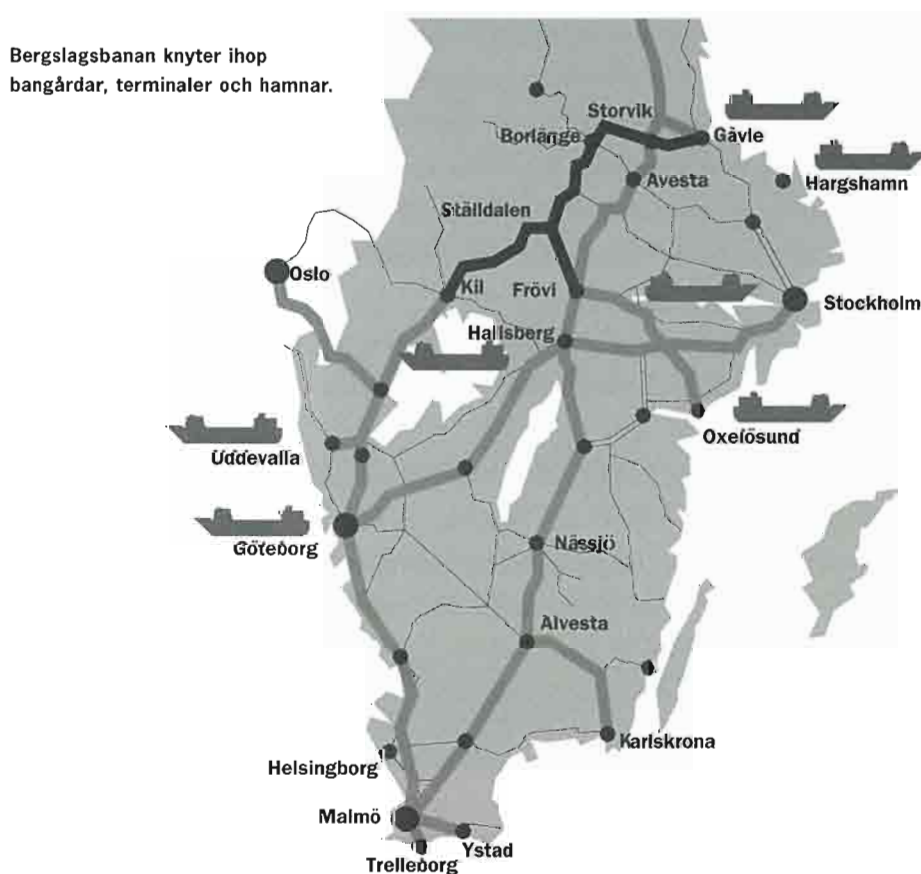 Bergslagsbanan knyter ihop
bangårdar, terminaler och hamnar.
Storvik
Borlänge
Gävle
Avesta
Hargshamn
Ställdalen
Oslo
Kil
Frövi
Stockholm
Hallsberg
Oxelösund
Uddevalla
Göteborg
Nässjö
Alvesta
Karlskrona
Helsingborg
Malmö
Ystad
Trelleborg